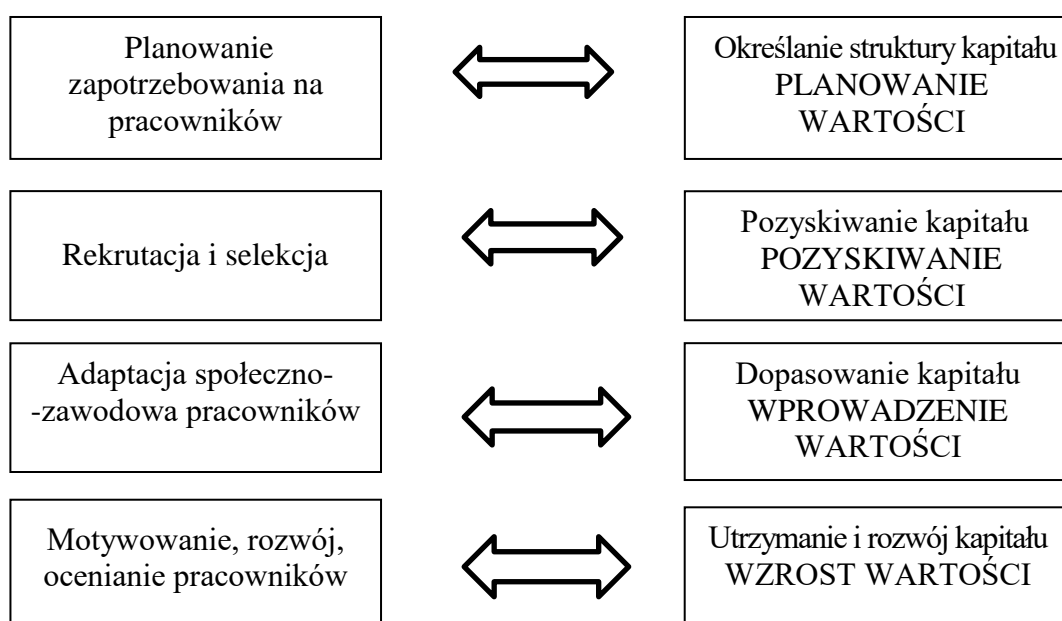 Planowanie
zapotrzebowania na
pracowników
Określanie struktury kapitału
PLANOWANIE
WARTOŚCI
Rekrutacja i selekcja
Pozyskiwanie kapitału
POZYSKIWANIE
WARTOŚCI
Adaptacja społeczno-
-zawodowa pracowników
Dopasowanie kapitału
WPROWADZENIE
WARTOŚCI
Motywowanie, rozwój,
ocenianie pracowników
Utrzymanie i rozwój kapitału
WZROST WARTOŚCI